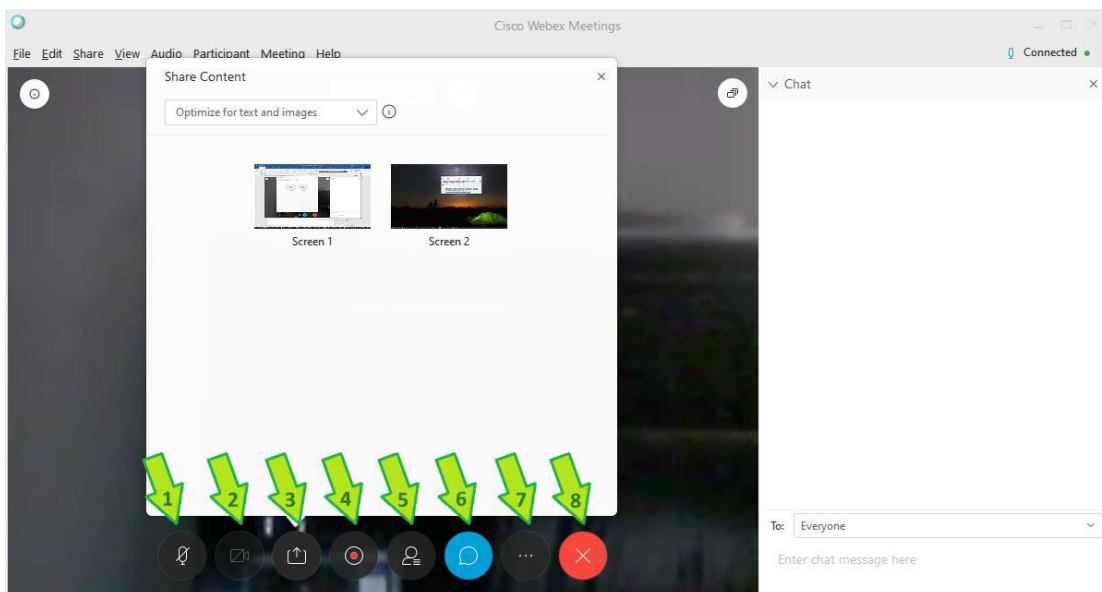 Cisco Webex Meetings
File Edit Share View Audio Participant Meeting Help
Connected
Share Content
Optimize for text and images
Screen 1
Screen 2
1 2 3 4 5 6 7 8
Chat
To: Everyone
Enter chat message here